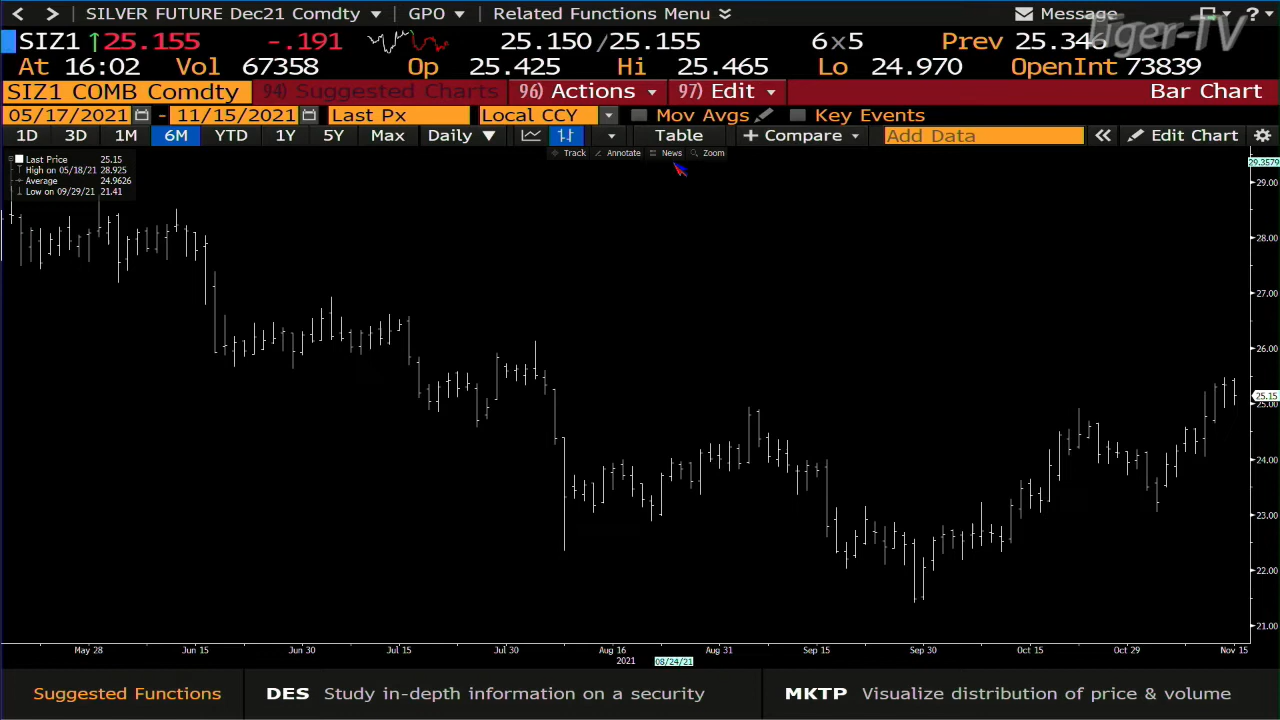 SILVER FUTURE Dec21 Comdty GPO Related Functions Menu Message ?
SIZ1 ↑25.155 -.191 25.150/25.155 6x5 Prev 25.346
Tiger-TV
At 16:02 Vol 67358 Op 25.425 Hi 25.465 Lo 24.970 OpenInt 73839
SIZ1 COMB Comdty 94) Suggested Charts 96) Actions 97) Edit Bar Chart
05/17/2021 - 11/15/2021 Last Px Local CCY Mov Avgs Key Events
1D 3D 1M 6M YTD 1Y 5Y Max Daily ▼ Table + Compare Add Data « Edit Chart
Track Annotate News Zoom
Last Price 25.15
High on 05/18/21 28.925
Average 24.9626
Low on 09/29/21 21.41
29.3579
29.00
28.00
27.00
26.00
25.15
25.00
24.00
23.00
22.00
21.00
May 28 Jun 15 Jun 30 Jul 15 Jul 30 Aug 16 Aug 31 Sep 15 Sep 30 Oct 15 Oct 29 Nov 15
2021 08/24/21
Suggested Functions DES Study in-depth information on a security MKTP Visualize distribution of price & volume